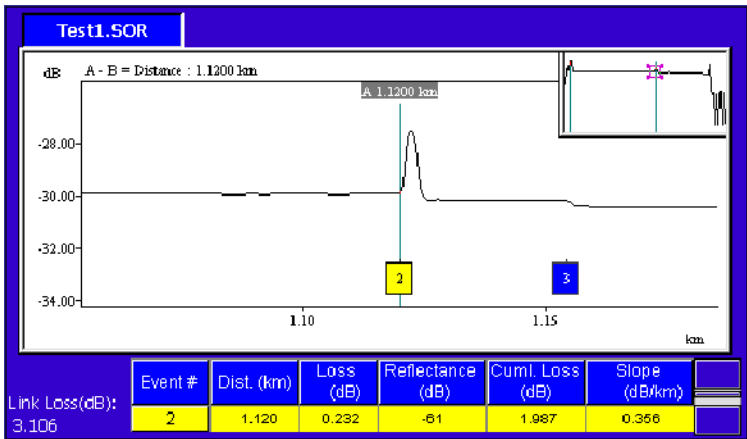 Test1.SOR
dB A - B = Distance : 1.1200 km
A 1.1200 km
-28.00
-30.00
-32.00
-34.00
2
3
1.10
1.15
km
Link Loss(dB):
3.106
Event # Dist. (km) Loss (dB) Reflectance (dB) Cuml. Loss (dB) Slope (dB/km)
2 1.120 0.232 -61 1.987 0.356